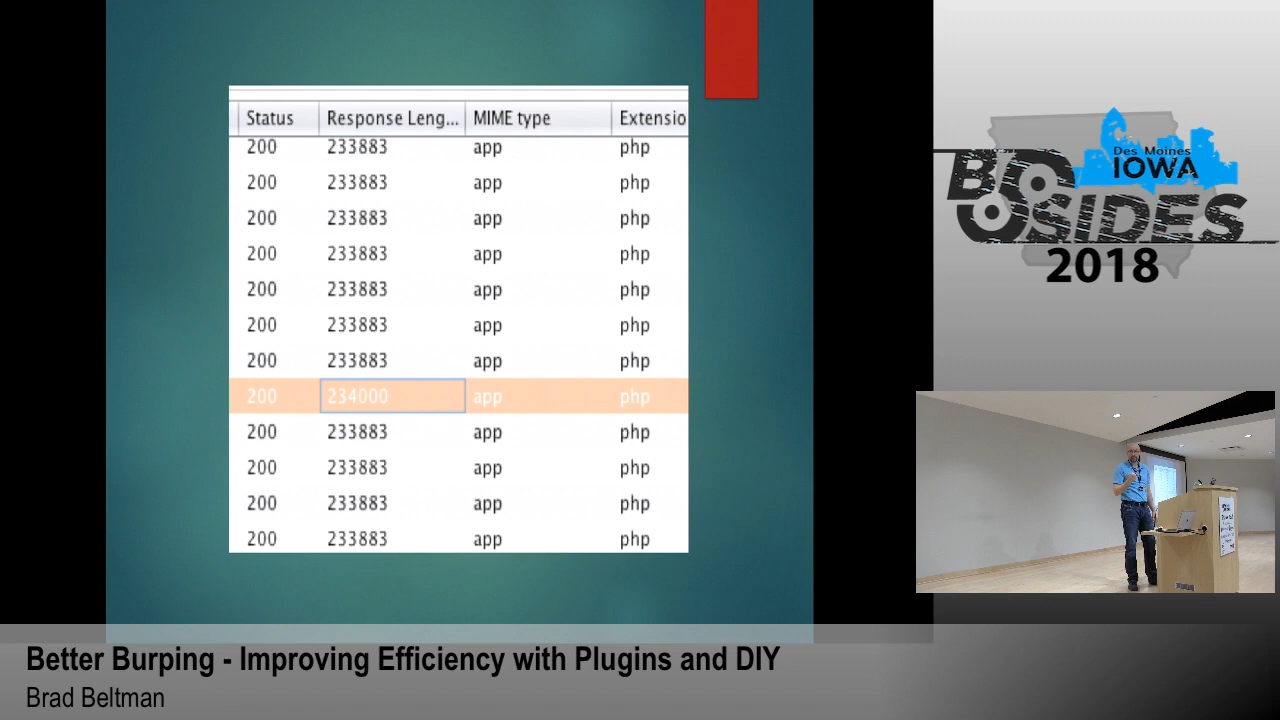 Status Response Leng... MIME type Extensio
200 233883 app php
200 233883 app php
200 233883 app php
200 233883 app php
200 233883 app php
200 233883 app php
200 233883 app php
200 234000 app php
200 233883 app php
200 233883 app php
200 233883 app php
200 233883 app php
Des Moines
IOWA
BSIDES
2018
Better Burping - Improving Efficiency with Plugins and DIY
Brad Beltman